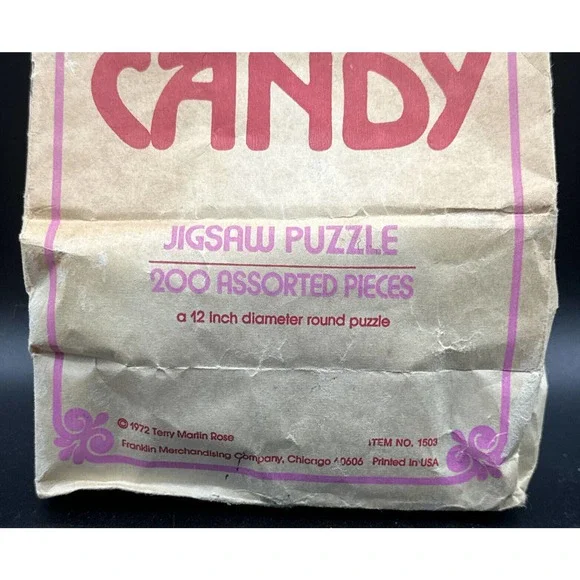 CANDY
JIGSAW PUZZLE
200 ASSORTED PIECES
a 12 inch diameter round puzzle
© 1972 Terry Martin Rose
ITEM NO. 1503
Franklin Merchandising Company, Chicago 60606 Printed in USA